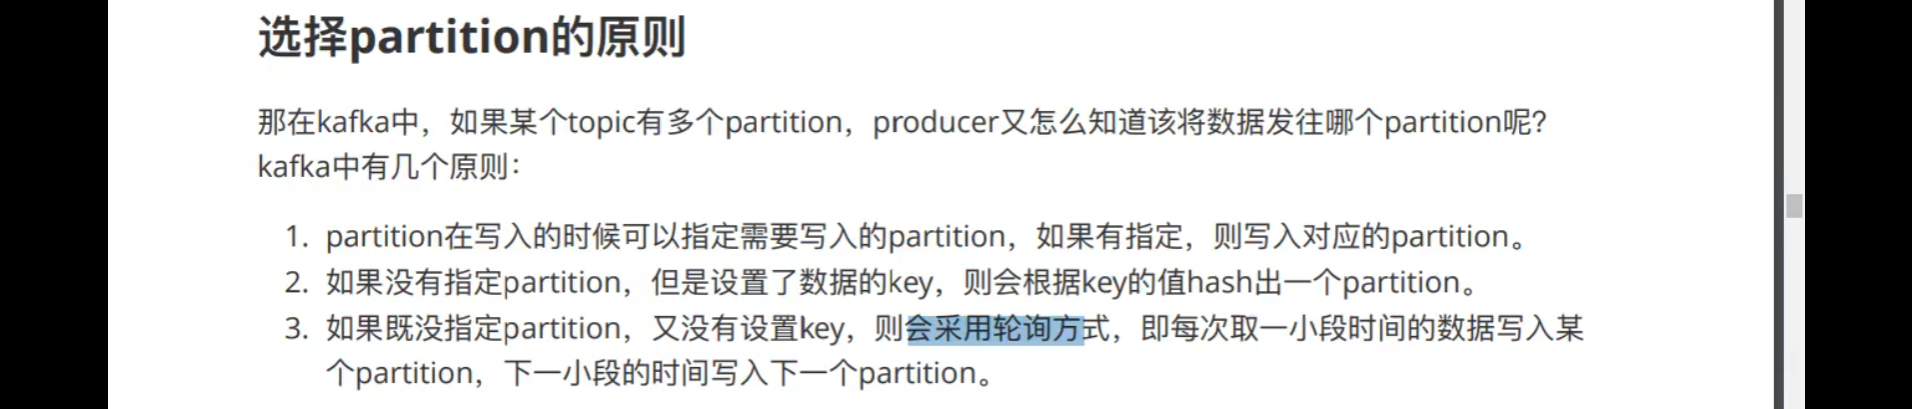 选择partition的原则
那在kafka中，如果某个topic有多个partition，producer又怎么知道该将数据发往哪个partition呢？
kafka中有几个原则：
1. partition在写入的时候可以指定需要写入的partition，如果有指定，则写入对应的partition。
2. 如果没有指定partition，但是设置了数据的key，则会根据key的值hash出一个partition。
3. 如果既没指定partition，又没有设置key，则会采用轮询方式，即每次取一小段时间的数据写入某
个partition，下一小段的时间写入下一个partition。